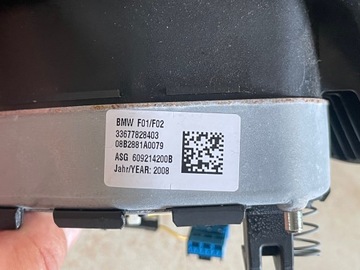 BMW F01/F02
33677828403
08B2881A0079
ASG 609214200B
Jahr/YEAR: 2008